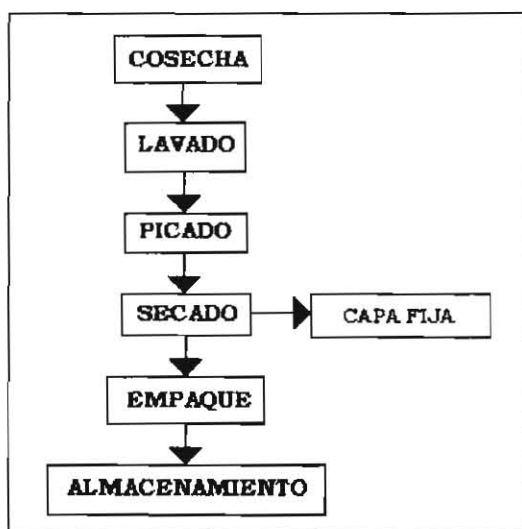 COSECHA
LAVADO
PICADO
SECADO
CAPA FIJA
EMPAQUE
ALMACENAMIENTO